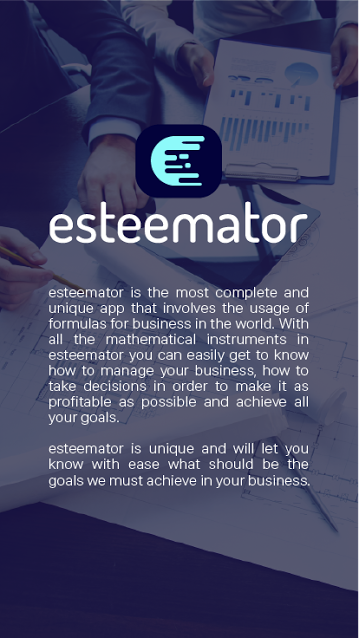 esteemator
esteemator is the most complete and
unique app that involves the usage of
formulas for business in the world. With
all the mathematical instruments in
esteemator you can easily get to know
how to manage your business, how to
take decisions in order to make it as
profitable as possible and achieve all
your goals.
esteemator is unique and will let you
know with ease what should be the
goals we must achieve in your business.